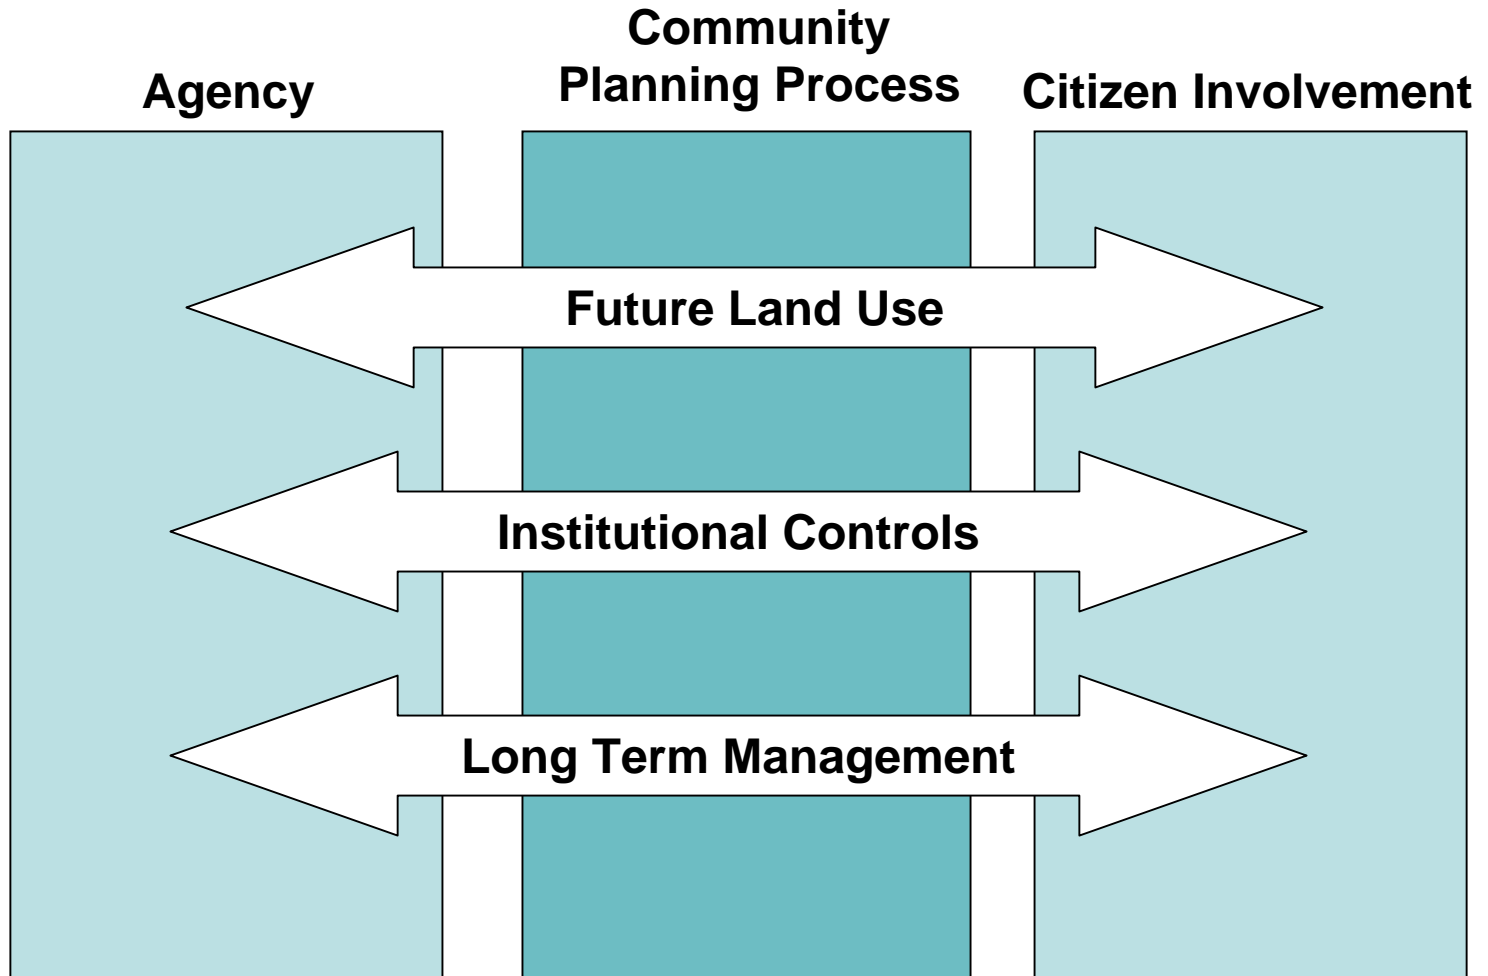 Agency
Community
Planning Process
Citizen Involvement
Future Land Use
Institutional Controls
Long Term Management